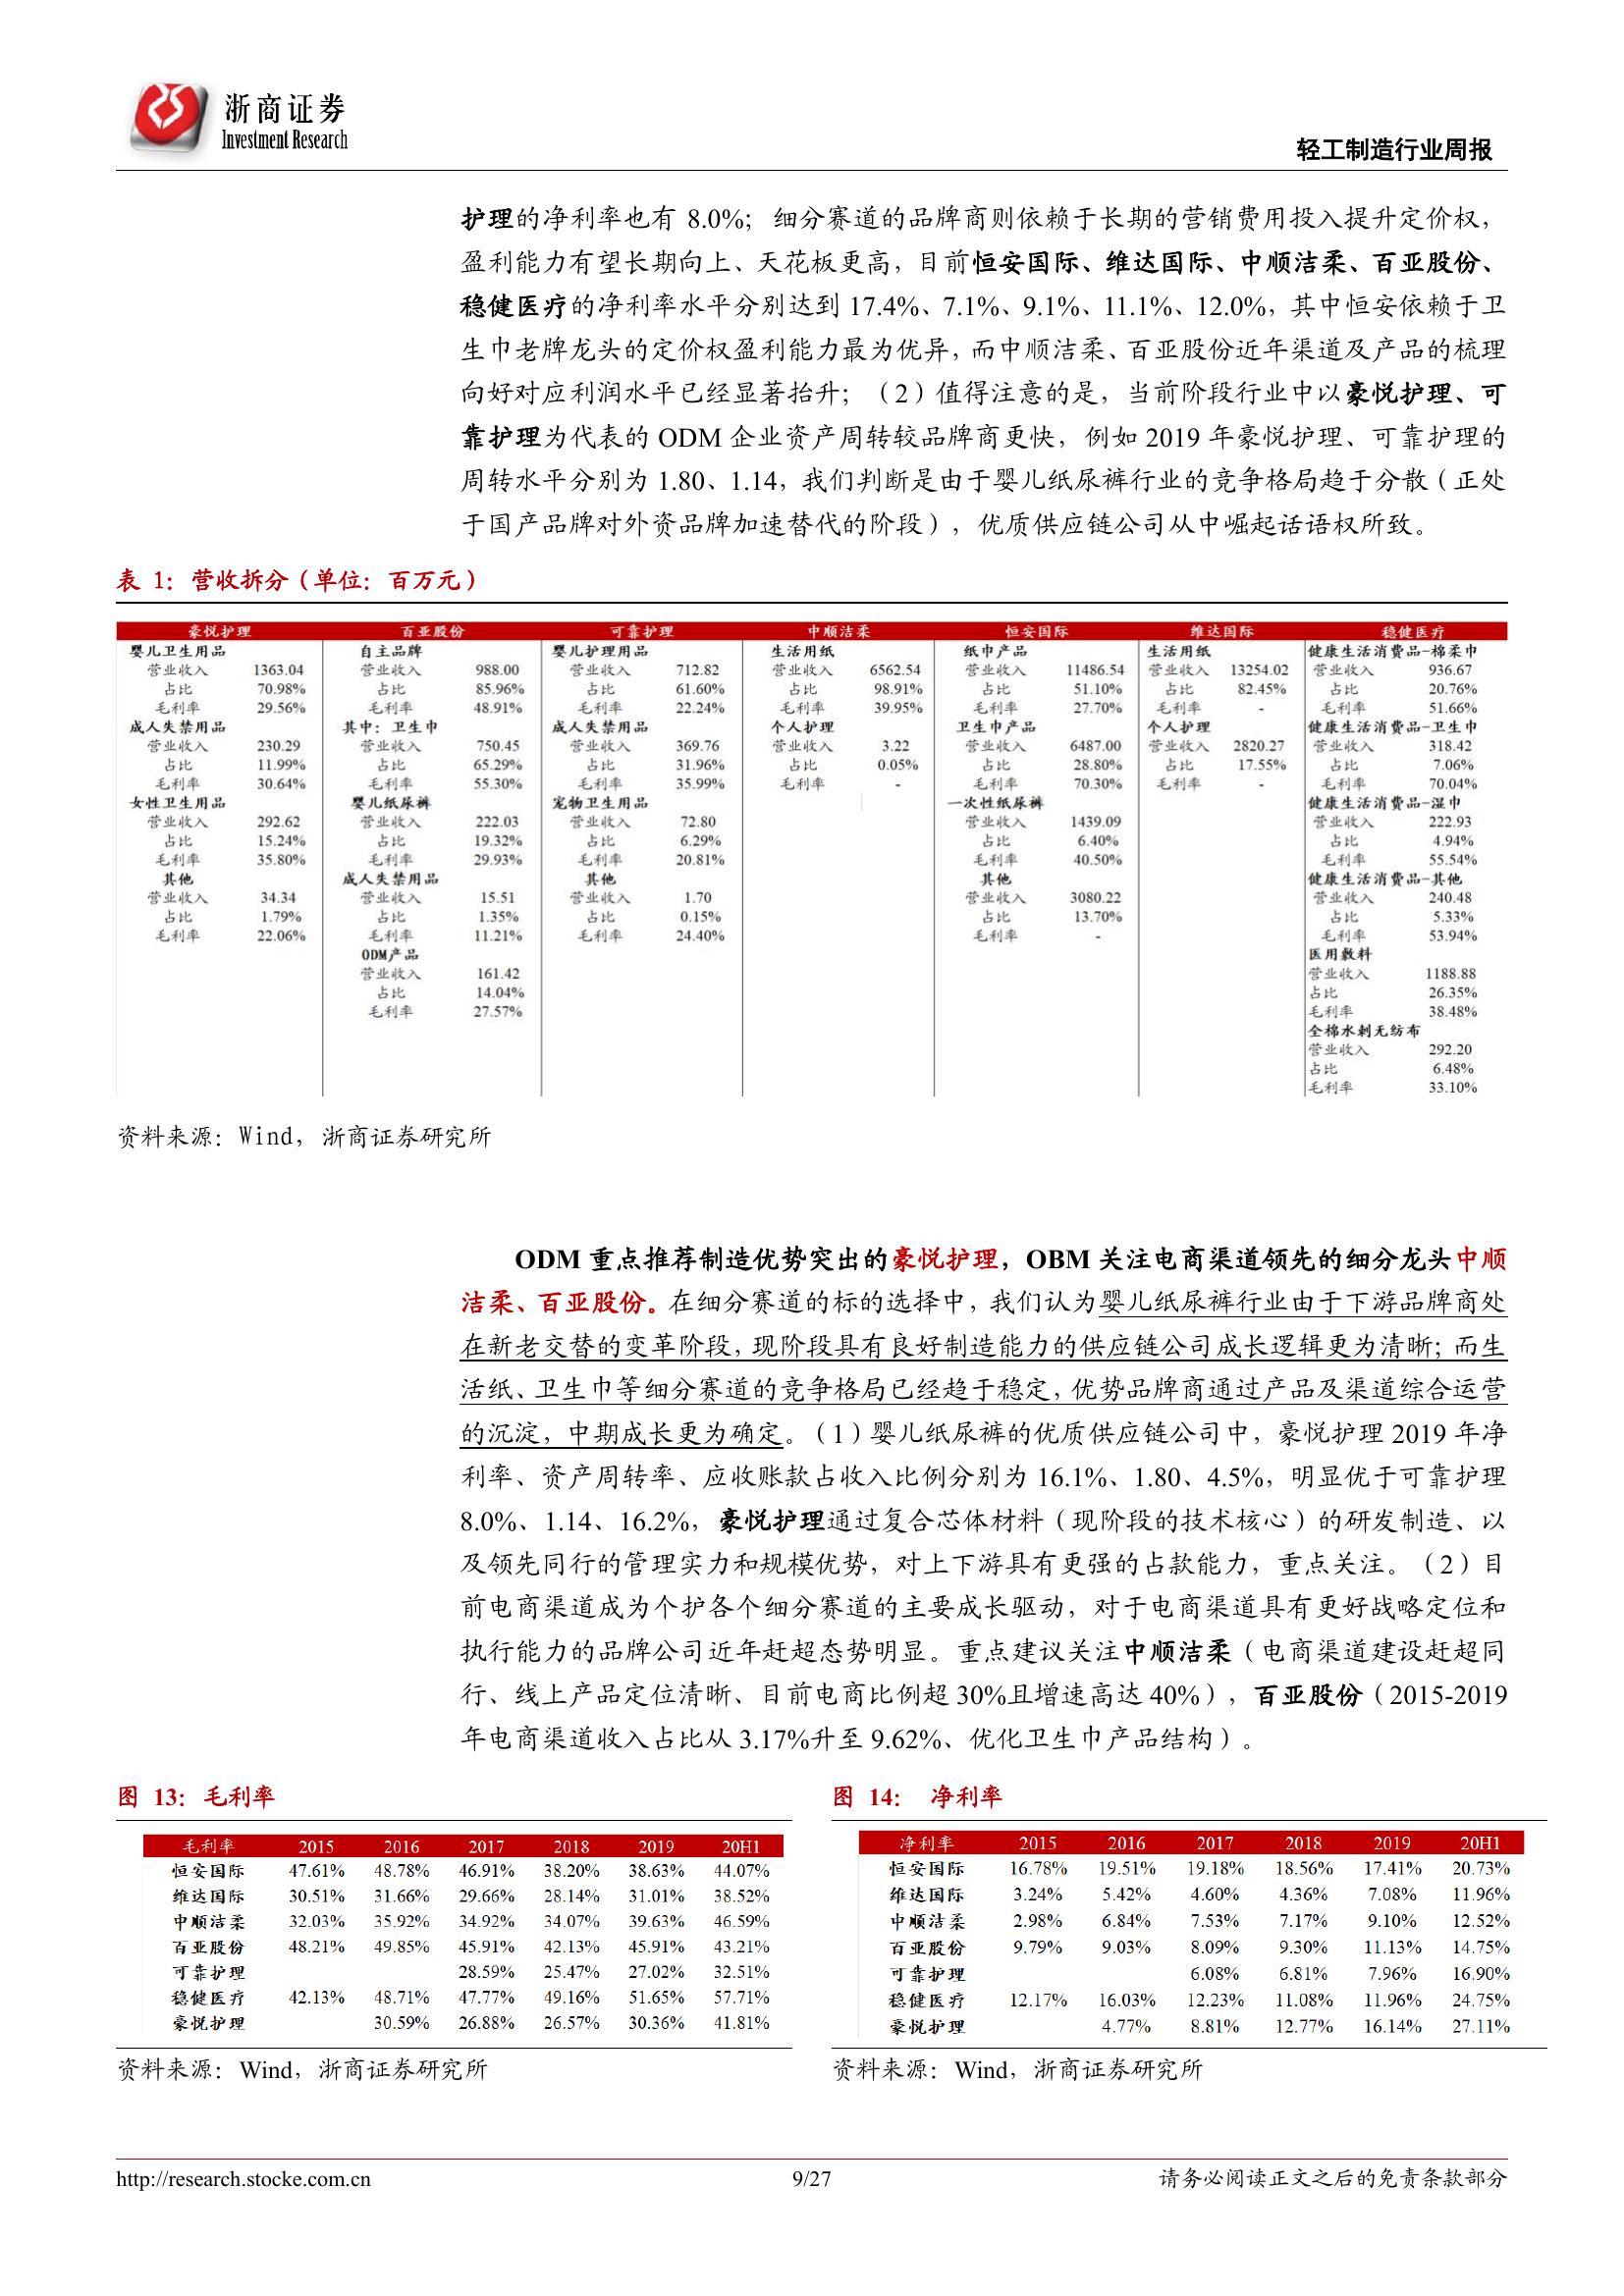 浙商证券
Investment Research
轻工制造行业周报
护理的净利率也有 8.0%；细分赛道的品牌商则依赖于长期的营销费用投入提升定价权，
盈利能力有望长期向上、天花板更高，目前恒安国际、维达国际、中顺洁柔、百亚股份、
稳健医疗的净利率水平分别达到 17.4%、7.1%、9.1%、11.1%、12.0%，其中恒安依赖于卫
生巾老牌龙头的定价权盈利能力最为优异，而中顺洁柔、百亚股份近年渠道及产品的梳理
向好对应利润水平已经显著抬升；（2）值得注意的是，当前阶段行业中以豪悦护理、可
靠护理为代表的 ODM 企业资产周转较品牌商更快，例如 2019 年豪悦护理、可靠护理的
周转水平分别为 1.80、1.14，我们判断是由于婴儿纸尿裤行业的竞争格局趋于分散（正处
于国产品牌对外资品牌加速替代的阶段），优质供应链公司从中崛起话语权所致。
表 1：营收拆分（单位：百万元）
豪悦护理 百亚股份 可靠护理 中顺洁柔 恒安国际 维达国际 稳健医疗
婴儿卫生用品 自主品牌 婴儿护理用品 生活用纸 纸巾产品 生活用纸 健康生活消费品-棉柔巾
营业收入 1363.04 营业收入 988.00 营业收入 712.82 营业收入 6562.54 营业收入 11486.54 营业收入 13254.02 营业收入 936.67
占比 70.98% 占比 85.96% 占比 61.60% 占比 98.91% 占比 51.10% 占比 82.45% 占比 20.76%
毛利率 29.56% 毛利率 48.91% 毛利率 22.24% 毛利率 39.95% 毛利率 27.70% 毛利率 - 毛利率 51.66%
成人失禁用品 其中：卫生巾 成人失禁用品 个人护理 卫生巾产品 个人护理 健康生活消费品-卫生巾
营业收入 230.29 营业收入 750.45 营业收入 369.76 营业收入 3.22 营业收入 6487.00 营业收入 2820.27 营业收入 318.42
占比 11.99% 占比 65.29% 占比 31.96% 占比 0.05% 占比 28.80% 占比 17.55% 占比 7.06%
毛利率 30.64% 毛利率 55.30% 毛利率 35.99% 毛利率 - 毛利率 70.30% 毛利率 - 毛利率 70.04%
女性卫生用品 婴儿纸尿裤 宠物卫生用品 一次性纸尿裤 健康生活消费品-湿巾
营业收入 292.62 营业收入 222.03 营业收入 72.80 营业收入 1439.09 营业收入 222.93
占比 15.24% 占比 19.32% 占比 6.29% 占比 6.40% 占比 4.94%
毛利率 35.80% 毛利率 29.93% 毛利率 20.81% 毛利率 40.50% 毛利率 55.54%
其他 成人失禁用品 其他 其他 健康生活消费品-其他
营业收入 34.34 营业收入 15.51 营业收入 1.70 营业收入 3080.22 营业收入 240.48
占比 1.79% 占比 1.35% 占比 0.15% 占比 13.70% 占比 5.33%
毛利率 22.06% 毛利率 11.21% 毛利率 24.40% 毛利率 - 毛利率 53.94%
ODM产品 医用敷料
营业收入 161.42 营业收入 1188.88
占比 14.04% 占比 26.35%
毛利率 27.57% 毛利率 38.48%
全棉水刺无纺布
营业收入 292.20
占比 6.48%
毛利率 33.10%
资料来源：Wind，浙商证券研究所
ODM 重点推荐制造优势突出的豪悦护理，OBM 关注电商渠道领先的细分龙头中顺
洁柔、百亚股份。在细分赛道的标的选择中，我们认为婴儿纸尿裤行业由于下游品牌商处
在新老交替的变革阶段，现阶段具有良好制造能力的供应链公司成长逻辑更为清晰；而生
活纸、卫生巾等细分赛道的竞争格局已经趋于稳定，优势品牌商通过产品及渠道综合运营
的沉淀，中期成长更为确定。（1）婴儿纸尿裤的优质供应链公司中，豪悦护理 2019 年净
利率、资产周转率、应收账款占收入比例分别为 16.1%、1.80、4.5%，明显优于可靠护理
8.0%、1.14、16.2%，豪悦护理通过复合芯体材料（现阶段的技术核心）的研发制造、以
及领先同行的管理实力和规模优势，对上下游具有更强的占款能力，重点关注。（2）目
前电商渠道成为个护各个细分赛道的主要成长驱动，对于电商渠道具有更好战略定位和
执行能力的品牌公司近年赶超态势明显。重点建议关注中顺洁柔（电商渠道建设赶超同
行、线上产品定位清晰、目前电商比例超 30%且增速高达 40%），百亚股份（2015-2019
年电商渠道收入占比从 3.17%升至 9.62%、优化卫生巾产品结构）。
图 13：毛利率
毛利率 2015 2016 2017 2018 2019 20H1
恒安国际 47.61% 48.78% 46.91% 38.20% 38.63% 44.07%
维达国际 30.51% 31.66% 29.66% 28.14% 31.01% 38.52%
中顺洁柔 32.03% 35.92% 34.92% 34.07% 39.63% 46.59%
百亚股份 48.21% 49.85% 45.91% 42.13% 45.91% 43.21%
可靠护理 28.59% 25.47% 27.02% 32.51%
稳健医疗 42.13% 48.71% 47.77% 49.16% 51.65% 57.71%
豪悦护理 30.59% 26.88% 26.57% 30.36% 41.81%
资料来源：Wind，浙商证券研究所
图 14： 净利率
净利率 2015 2016 2017 2018 2019 20H1
恒安国际 16.78% 19.51% 19.18% 18.56% 17.41% 20.73%
维达国际 3.24% 5.42% 4.60% 4.36% 7.08% 11.96%
中顺洁柔 2.98% 6.84% 7.53% 7.17% 9.10% 12.52%
百亚股份 9.79% 9.03% 8.09% 9.30% 11.13% 14.75%
可靠护理 6.08% 6.81% 7.96% 16.90%
稳健医疗 12.17% 16.03% 12.23% 11.08% 11.96% 24.75%
豪悦护理 4.77% 8.81% 12.77% 16.14% 27.11%
资料来源：Wind，浙商证券研究所
http://research.stocke.com.cn 9/27 请务必阅读正文之后的免责条款部分